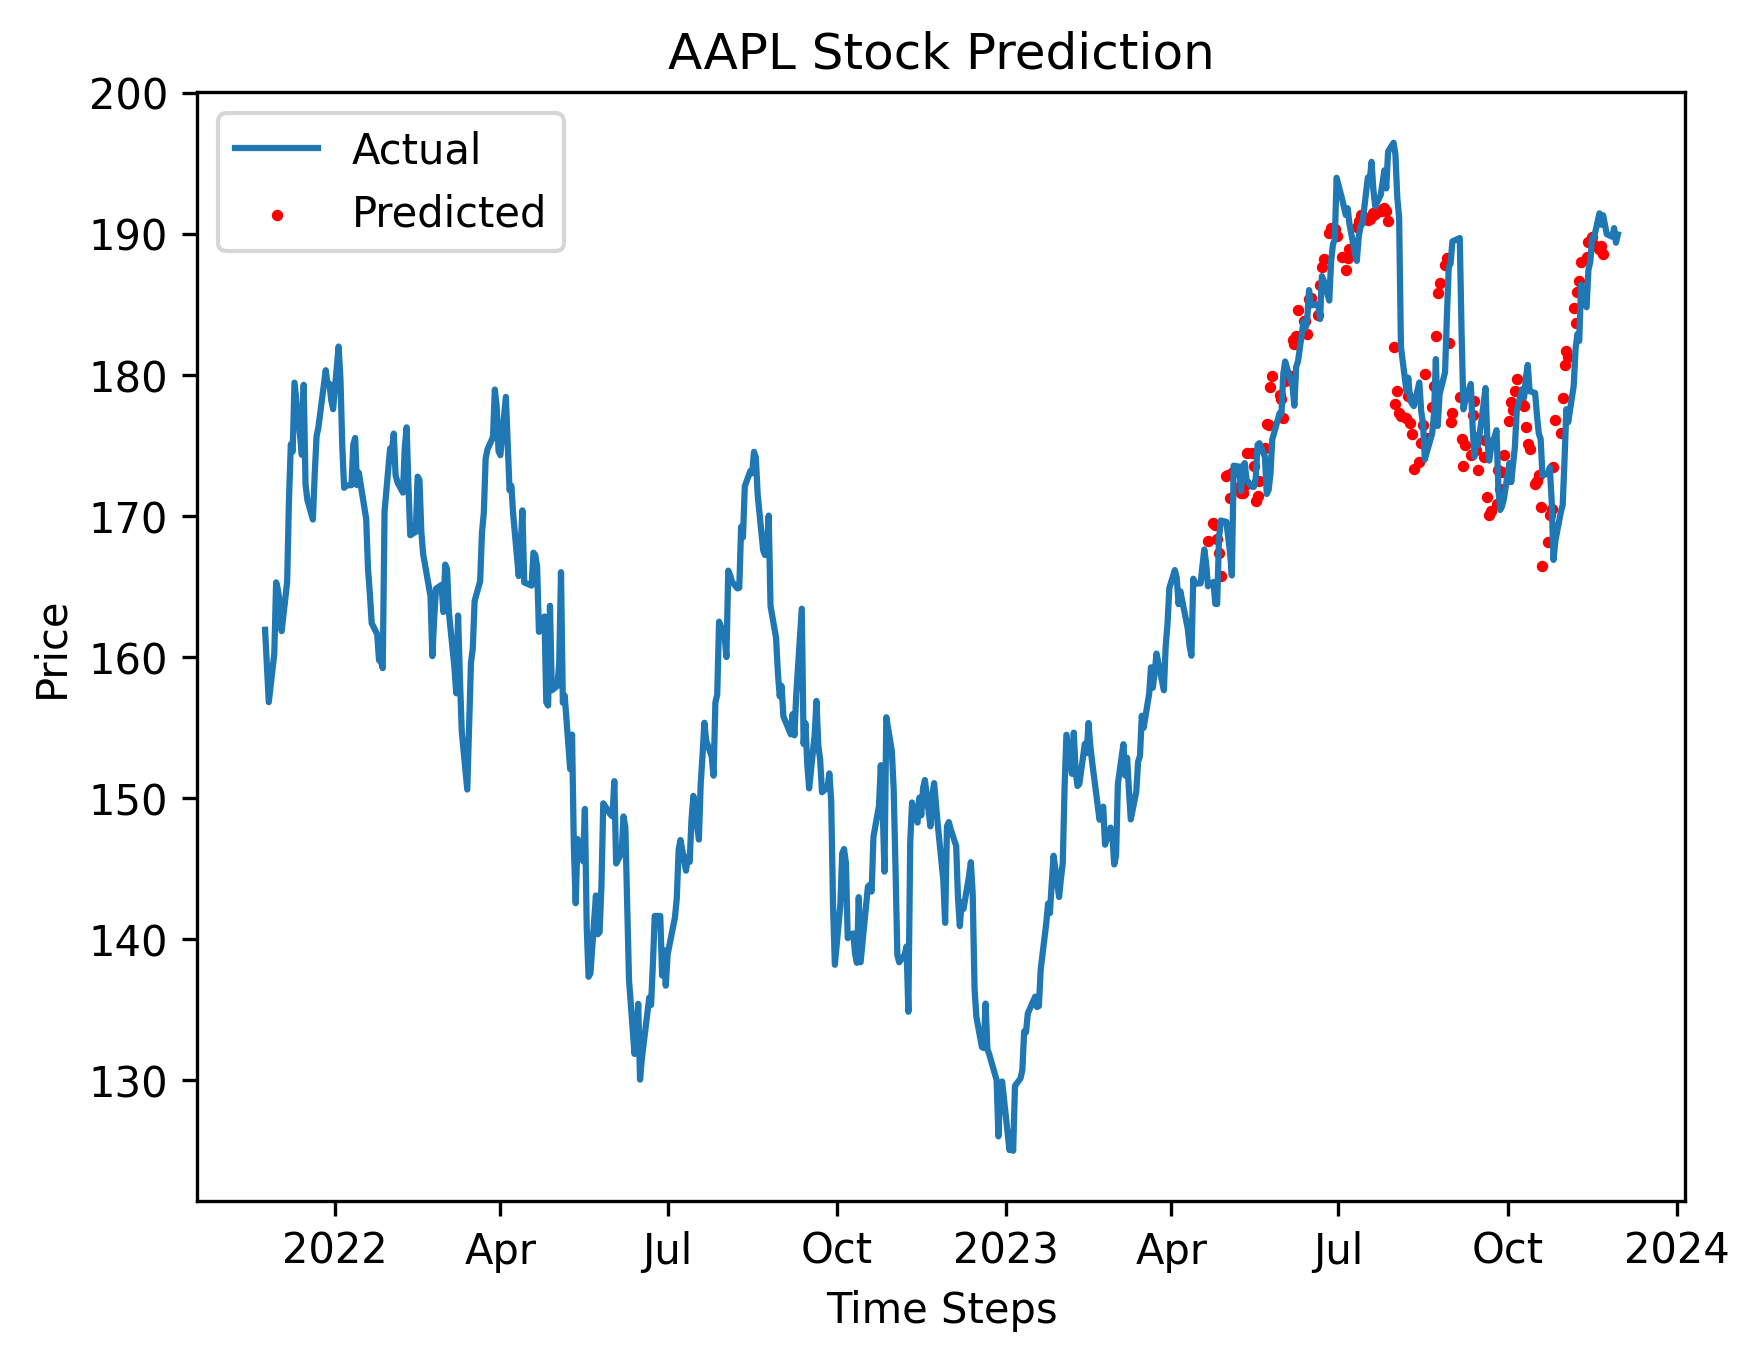 AAPL Stock Prediction
200
190
180
170
160
150
140
130
Price
Actual
Predicted
2022 Apr Jul Oct 2023 Apr Jul Oct 2024
Time Steps